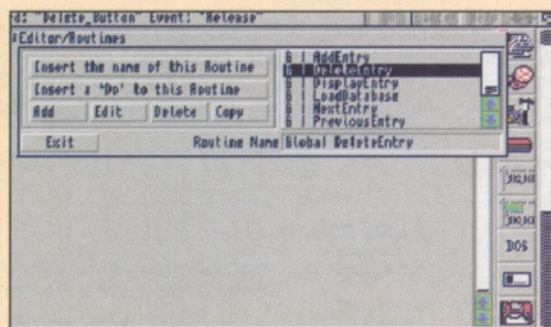 d: "Delete_Button" Event: "Release"
Editor/Routines
Insert the name of this Routine
Insert a 'Do' to this Routine
Add Edit Delete Copy
G | AddEntry
G | DeleteEntry
G | DisplayEntry
G | LoadDatabase
G | NextEntry
G | PreviousEntry
Exit
Routine Name Global DeleteEntry
DOS